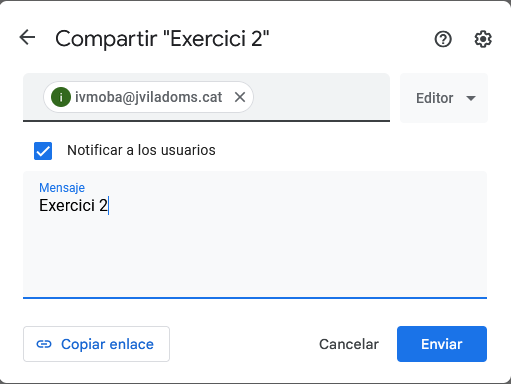 Compartir "Exercici 2"
i ivmoba@jviladoms.cat
Editor
Notificar a los usuarios
Mensaje
Exercici 2
Copiar enlace
Cancelar
Enviar